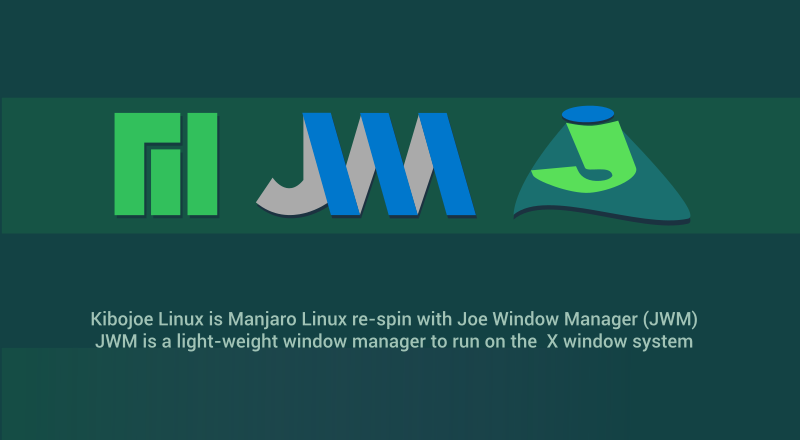 JWM
Kibojoe Linux is Manjaro Linux re-spin with Joe Window Manager (JWM)
JWM is a light-weight window manager to run on the  X window system